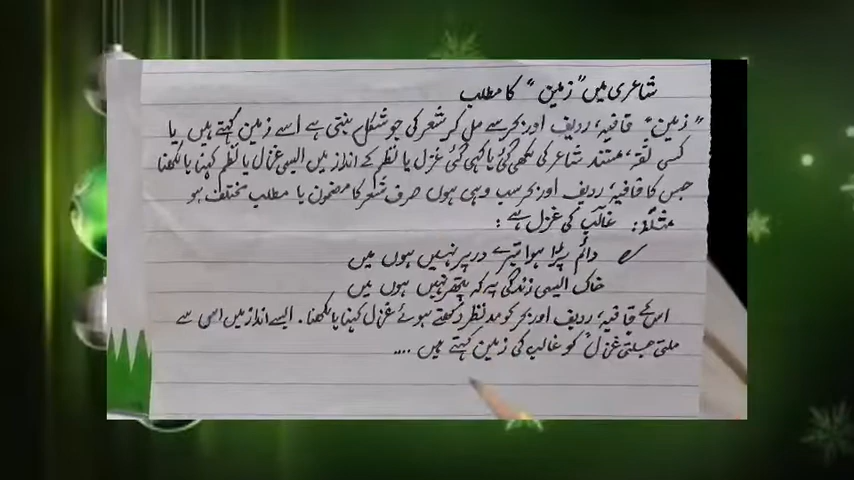 شاعری میں "زمین" کا مطلب
"زمین" قافیہ، ردیف اور بحر سے مل کر شعر کی جو شکل بنتی ہے اسے زمین کہتے ہیں یا
کسی ثقہ، مستند شاعر کی لکھی گئی یا کہی گئی غزل یا نظم کے انداز میں ایسی غزل یا نظم کہنا یا لکھنا
جس کا قافیہ، ردیف اور بحر سب وہی ہوں صرف شعر کا مضمون یا مطلب مختلف ہو
مثلاً: غالب کی غزل ہے:
دائم پڑا ہوا تیرے در پر نہیں ہوں میں
خاک ایسی زندگی پہ کہ پتھر نہیں ہوں میں
اس کے قافیہ، ردیف اور بحر کو مدنظر رکھتے ہوئے غزل کہنا یا لکھنا۔ ایسے انداز میں اسی سے
ملتی جلتی غزل کو غالب کی زمین کہتے ہیں ....